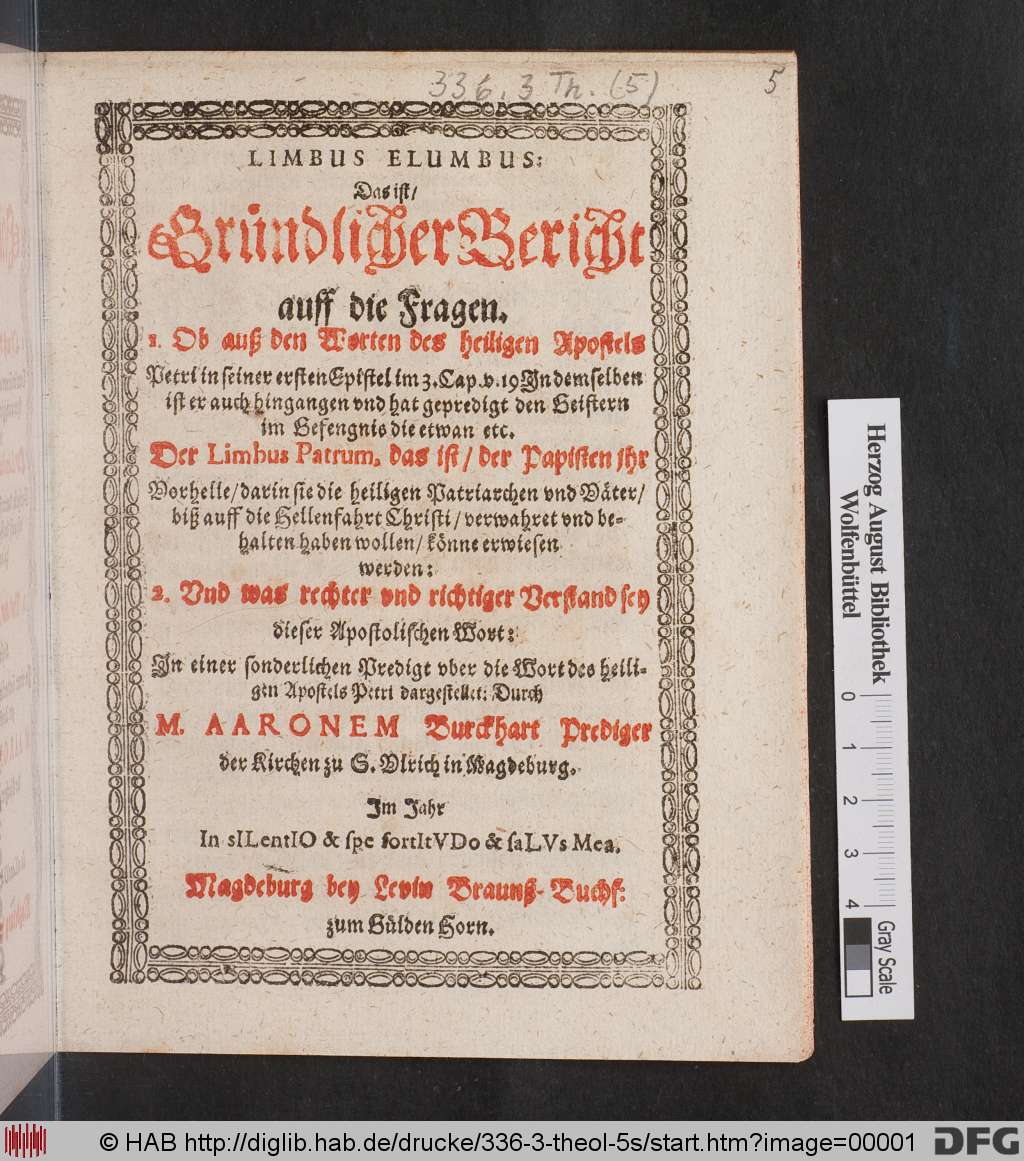 336. 3 Th. (5)
5
LIMBUS ELUMBUS:
Das ist/
Gründlicher Bericht
auff die Fragen.
1. Ob auß den Worten des heiligen Apostels
Petri in seiner ersten Epistel im 3. Cap. v. 19 In demselben
ist er auch hingangen vnd hat gepredigt den Geistern
im Gefengnis die etwan etc.
Der Limbus Patrum, das ist/ der Papisten jhr
Vorhelle/ darin sie die heiligen Patriarchen vnd Väter/
biß auff die Hellenfahrt Christi/ verwahret vnd be-
halten haben wollen/ könne erwiesen
werden:
2. Vnd was rechter vnd richtiger Verstand sey
dieser Apostolischen Wort:
In einer sonderlichen Predigt vber die Wort des heili-
gen Apostels Petri dargestellet: Durch
M. AARONEM Burckhart Prediger
der Kirchen zu S. Vlrich in Magdeburg.
Im Jahr
In sILentIO & spe fortItVDo & saLVs Mea.
Magdeburg bey Levin Braunß-Buchf:
zum Gülden Horn.
Herzog August Bibliothek
Wolfenbüttel
0 1 2 3 4
Gray Scale
© HAB http://diglib.hab.de/drucke/336-3-theol-5s/start.htm?image=00001
DFG